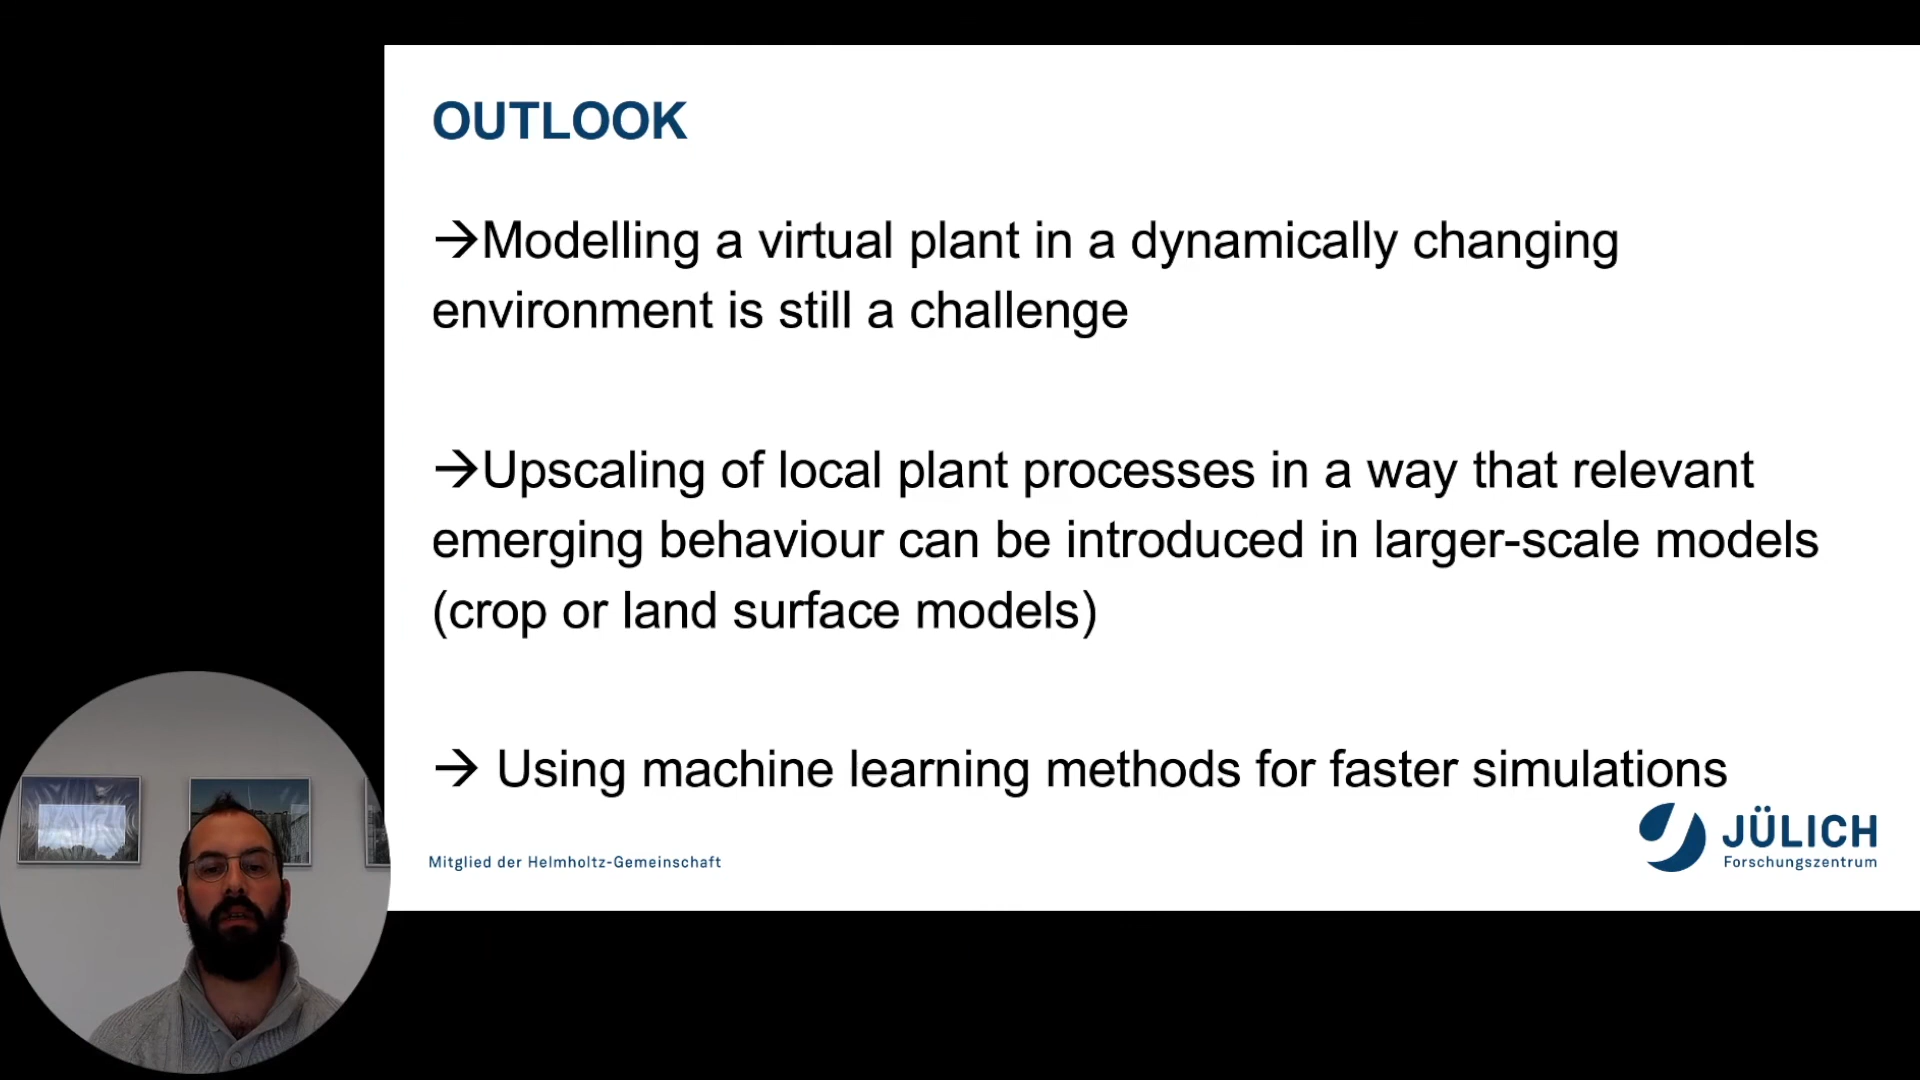 OUTLOOK
→Modelling a virtual plant in a dynamically changing
environment is still a challenge
→Upscaling of local plant processes in a way that relevant
emerging behaviour can be introduced in larger-scale models
(crop or land surface models)
→ Using machine learning methods for faster simulations
Mitglied der Helmholtz-Gemeinschaft
JÜLICH
Forschungszentrum